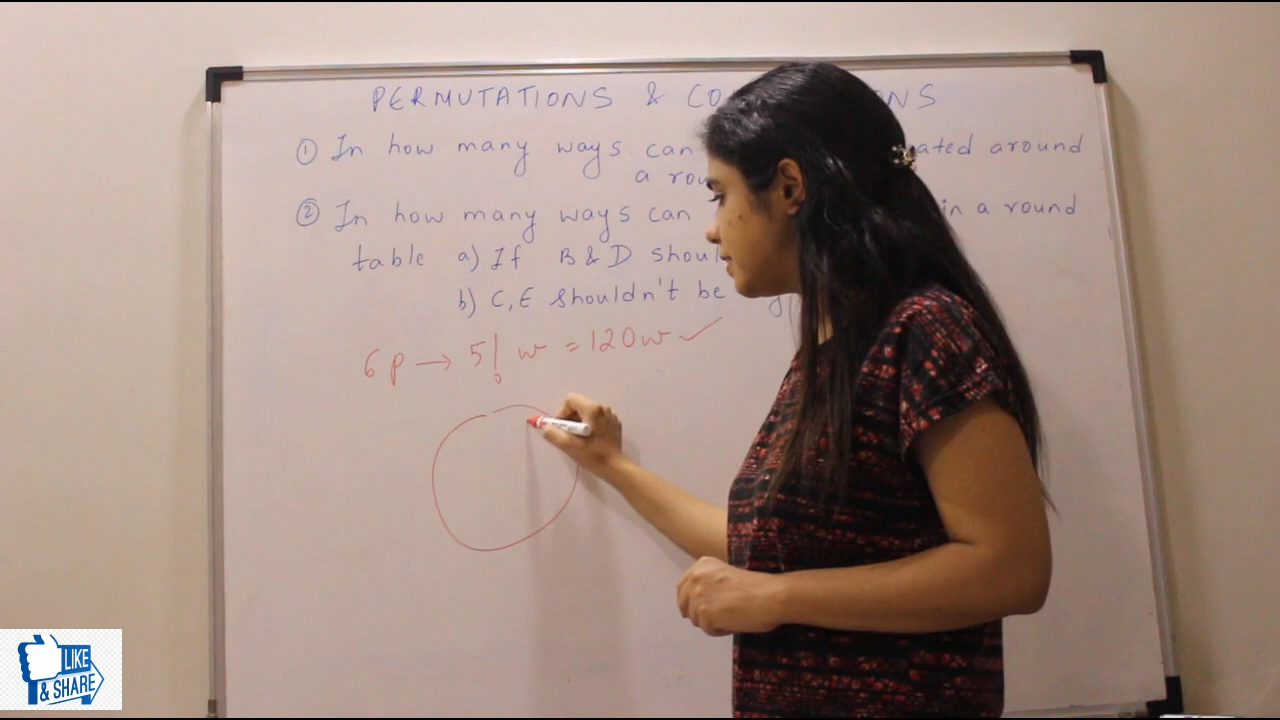 PERMUTATIONS & CO NS
① In how many ways can ated around
a rou
② In how many ways can in a round
table a) If B & D shoul
b) C, E shouldn't be
6 p → 5! w = 120 w ✓
LIKE
& SHARE